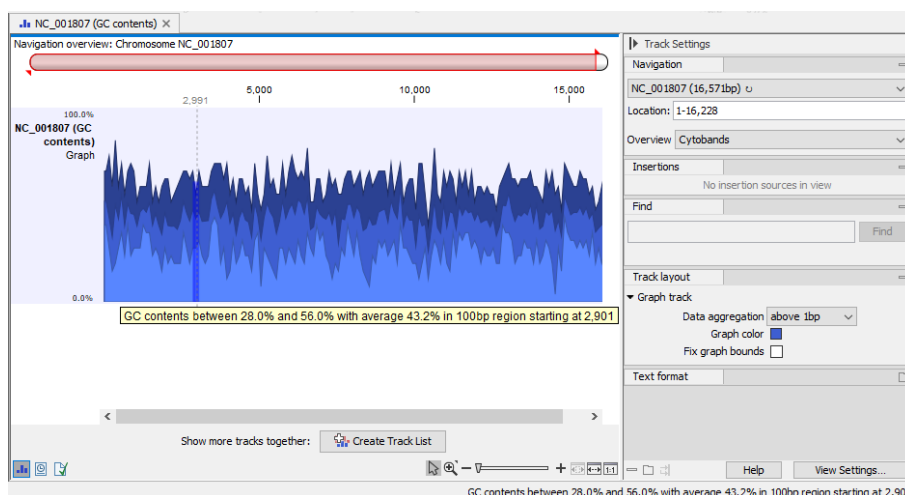 NC_001807 (GC contents)
Navigation overview: Chromosome NC_001807
5,000 10,000 15,000
2,991
100.0%
NC_001807 (GC
contents)
Graph
0.0%
GC contents between 28.0% and 56.0% with average 43.2% in 100bp region starting at 2,901
Show more tracks together: Create Track List
1:1
Track Settings
Navigation
NC_001807 (16,571bp)
Location: 1-16,228
Overview Cytobands
Insertions
No insertion sources in view
Find
Find
Track layout
Graph track
Data aggregation above 1bp
Graph color
Fix graph bounds
Text format
Help View Settings...
GC contents between 28.0% and 56.0% with average 43.2% in 100bp region starting at 2,90